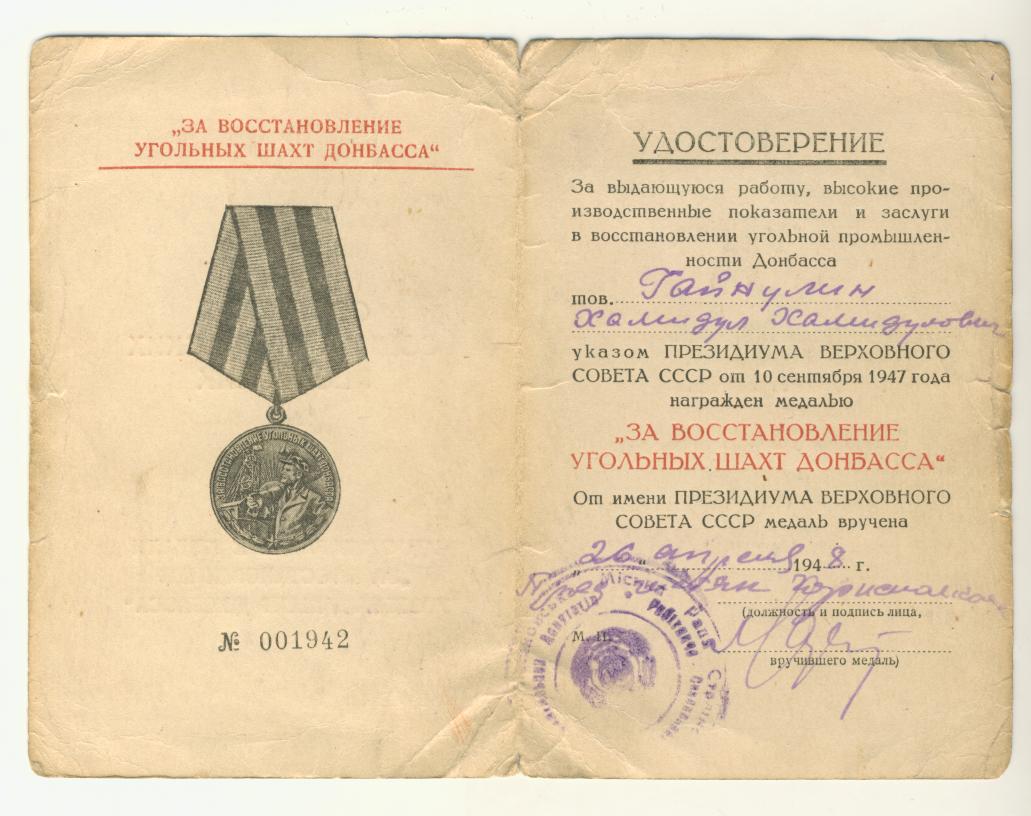 „ЗА ВОССТАНОВЛЕНИЕ
УГОЛЬНЫХ ШАХТ ДОНБАССА“
№ 001942
УДОСТОВЕРЕНИЕ
За выдающуюся работу, высокие про-
изводственные показатели и заслуги
в восстановлении угольной промышлен-
ности Донбасса
тов. Гайнулин
Хамидул Хамидулович
указом ПРЕЗИДИУМА ВЕРХОВНОГО
СОВЕТА СССР от 10 сентября 1947 года
награжден медалью
„ЗА ВОССТАНОВЛЕНИЕ
УГОЛЬНЫХ ШАХТ ДОНБАССА“
От имени ПРЕЗИДИУМА ВЕРХОВНОГО
СОВЕТА СССР медаль вручена
„26“ апреля 1948 г.
(должность и подпись лица,
М. П.
вручившего медаль)